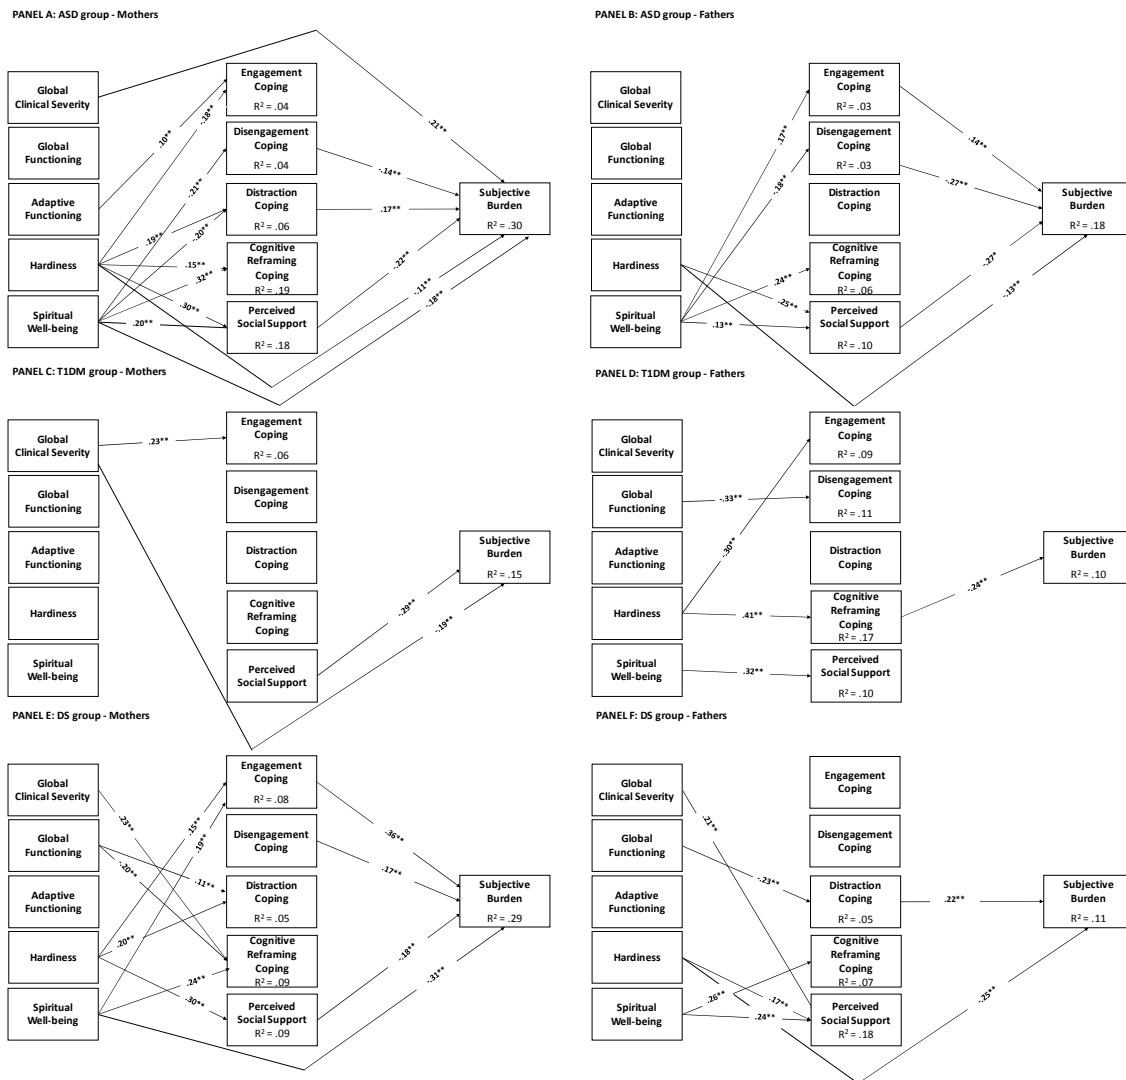 PANEL A: ASD group - Mothers
Global
Clinical Severity
Global
Functioning
Adaptive
Functioning
Hardiness
Spiritual
Well-being
Engagement
Coping
R² = .04
Disengagement
Coping
R² = .04
Distraction
Coping
R² = .06
Cognitive
Reframing
Coping
R² = .19
Perceived
Social Support
R² = .18
Subjective
Burden
R² = .30
.21**
.10**
-.18**
-.21**
-.14**
.17**
.19**
-.20**
.15**
.32**
.30**
.20**
-.22**
-.11**
-.18**
PANEL B: ASD group - Fathers
Global
Clinical Severity
Global
Functioning
Adaptive
Functioning
Hardiness
Spiritual
Well-being
Engagement
Coping
R² = .03
Disengagement
Coping
R² = .03
Distraction
Coping
Cognitive
Reframing
Coping
R² = .06
Perceived
Social Support
R² = .10
Subjective
Burden
R² = .18
.17**
-.18**
.14**
-.27**
.24**
.25**
.13**
-.27*
-.13**
PANEL C: T1DM group - Mothers
Global
Clinical Severity
Global
Functioning
Adaptive
Functioning
Hardiness
Spiritual
Well-being
Engagement
Coping
R² = .06
Disengagement
Coping
Distraction
Coping
Cognitive
Reframing
Coping
Perceived
Social Support
Subjective
Burden
R² = .15
.23**
-.29**
-.19**
PANEL D: T1DM group - Fathers
Global
Clinical Severity
Global
Functioning
Adaptive
Functioning
Hardiness
Spiritual
Well-being
Engagement
Coping
R² = .09
Disengagement
Coping
R² = .11
Distraction
Coping
Cognitive
Reframing
Coping
R² = .17
Perceived
Social Support
R² = .10
Subjective
Burden
R² = .10
-.33**
-.30**
.41**
-.24**
.32**
PANEL E: DS group - Mothers
Global
Clinical Severity
Global
Functioning
Adaptive
Functioning
Hardiness
Spiritual
Well-being
Engagement
Coping
R² = .08
Disengagement
Coping
Distraction
Coping
R² = .05
Cognitive
Reframing
Coping
R² = .09
Perceived
Social Support
R² = .09
Subjective
Burden
R² = .29
.23**
.15**
.19**
.36**
-.20**
.11**
.17**
.20**
.24**
.30**
-.18**
-.31**
PANEL F: DS group - Fathers
Global
Clinical Severity
Global
Functioning
Adaptive
Functioning
Hardiness
Spiritual
Well-being
Engagement
Coping
Disengagement
Coping
Distraction
Coping
R² = .05
Cognitive
Reframing
Coping
R² = .07
Perceived
Social Support
R² = .18
Subjective
Burden
R² = .11
.21**
-.23**
.22**
.26**
.17**
.24**
-.25**